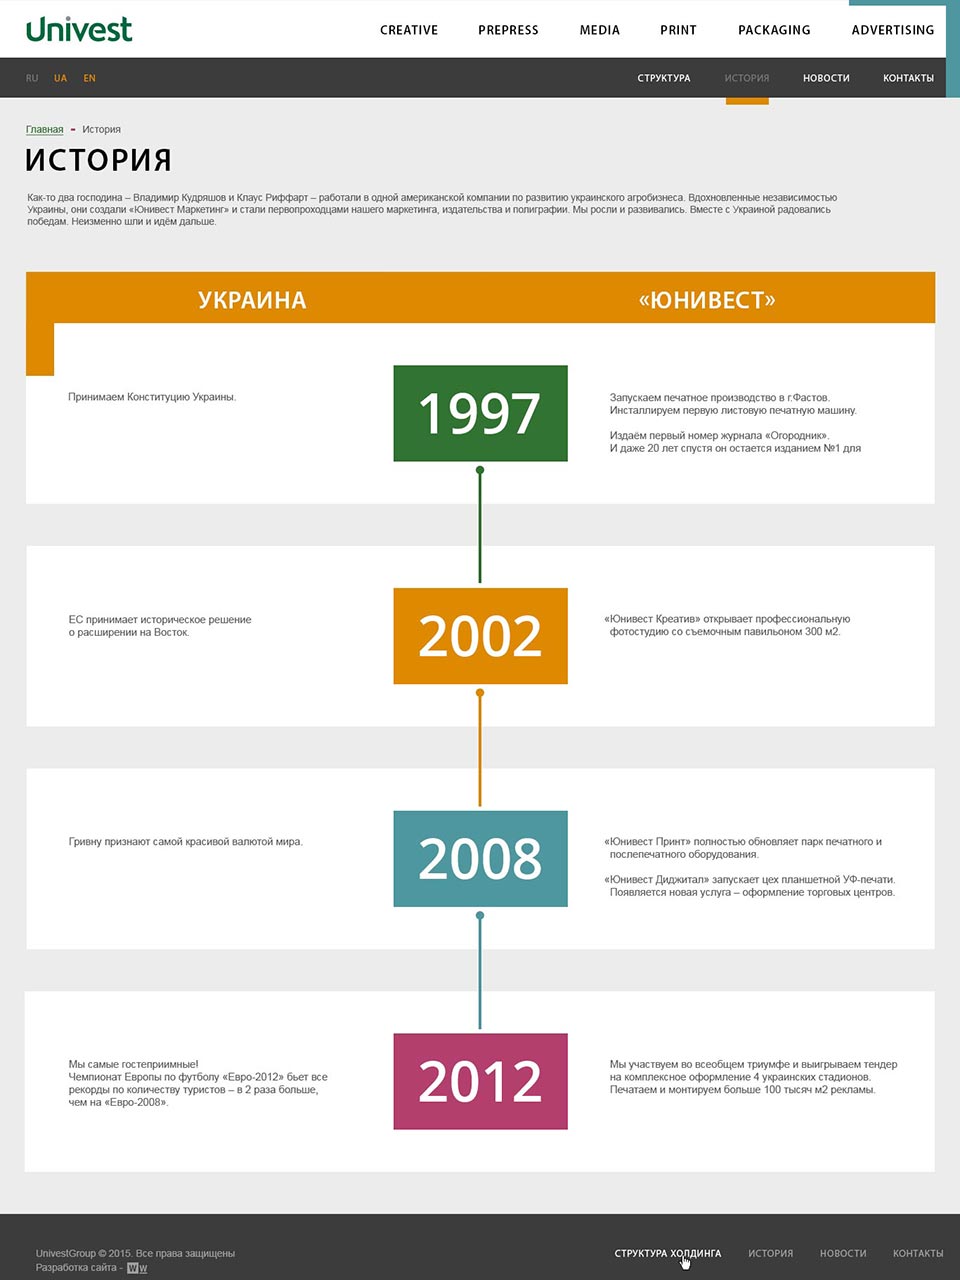 Univest
CREATIVE PREPRESS MEDIA PRINT PACKAGING ADVERTISING
RU UA EN
СТРУКТУРА ИСТОРИЯ НОВОСТИ КОНТАКТЫ
Главная - История
ИСТОРИЯ
Как-то два господина – Владимир Кудряшов и Клаус Риффарт – работали в одной американской компании по развитию украинского агробизнеса. Вдохновленные независимостью
Украины, они создали «Юнивест Маркетинг» и стали первопроходцами нашего маркетинга, издательства и полиграфии. Мы росли и развивались. Вместе с Украиной радовались
победам. Неизменно шли и идём дальше.
УКРАИНА «ЮНИВЕСТ»
Принимаем Конституцию Украины.
1997
Запускаем печатное производство в г.Фастов.
Инсталлируем первую листовую печатную машину.
Издаём первый номер журнала «Огородник».
И даже 20 лет спустя он остается изданием №1 для
ЕС принимает историческое решение
о расширении на Восток.
2002
«Юнивест Креатив» открывает профессиональную
фотостудию со съемочным павильоном 300 м2.
Гривну признают самой красивой валютой мира.
2008
«Юнивест Принт» полностью обновляет парк печатного и
послепечатного оборудования.
«Юнивест Диджитал» запускает цех планшетной УФ-печати.
Появляется новая услуга – оформление торговых центров.
Мы самые гостеприимные!
Чемпионат Европы по футболу «Евро-2012» бьет все
рекорды по количеству туристов – в 2 раза больше,
чем на «Евро-2008».
2012
Мы участвуем во всеобщем триумфе и выигрываем тендер
на комплексное оформление 4 украинских стадионов.
Печатаем и монтируем больше 100 тысяч м2 рекламы.
UnivestGroup © 2015. Все права защищены
Разработка сайта - Ww
СТРУКТУРА ХОЛДИНГА ИСТОРИЯ НОВОСТИ КОНТАКТЫ